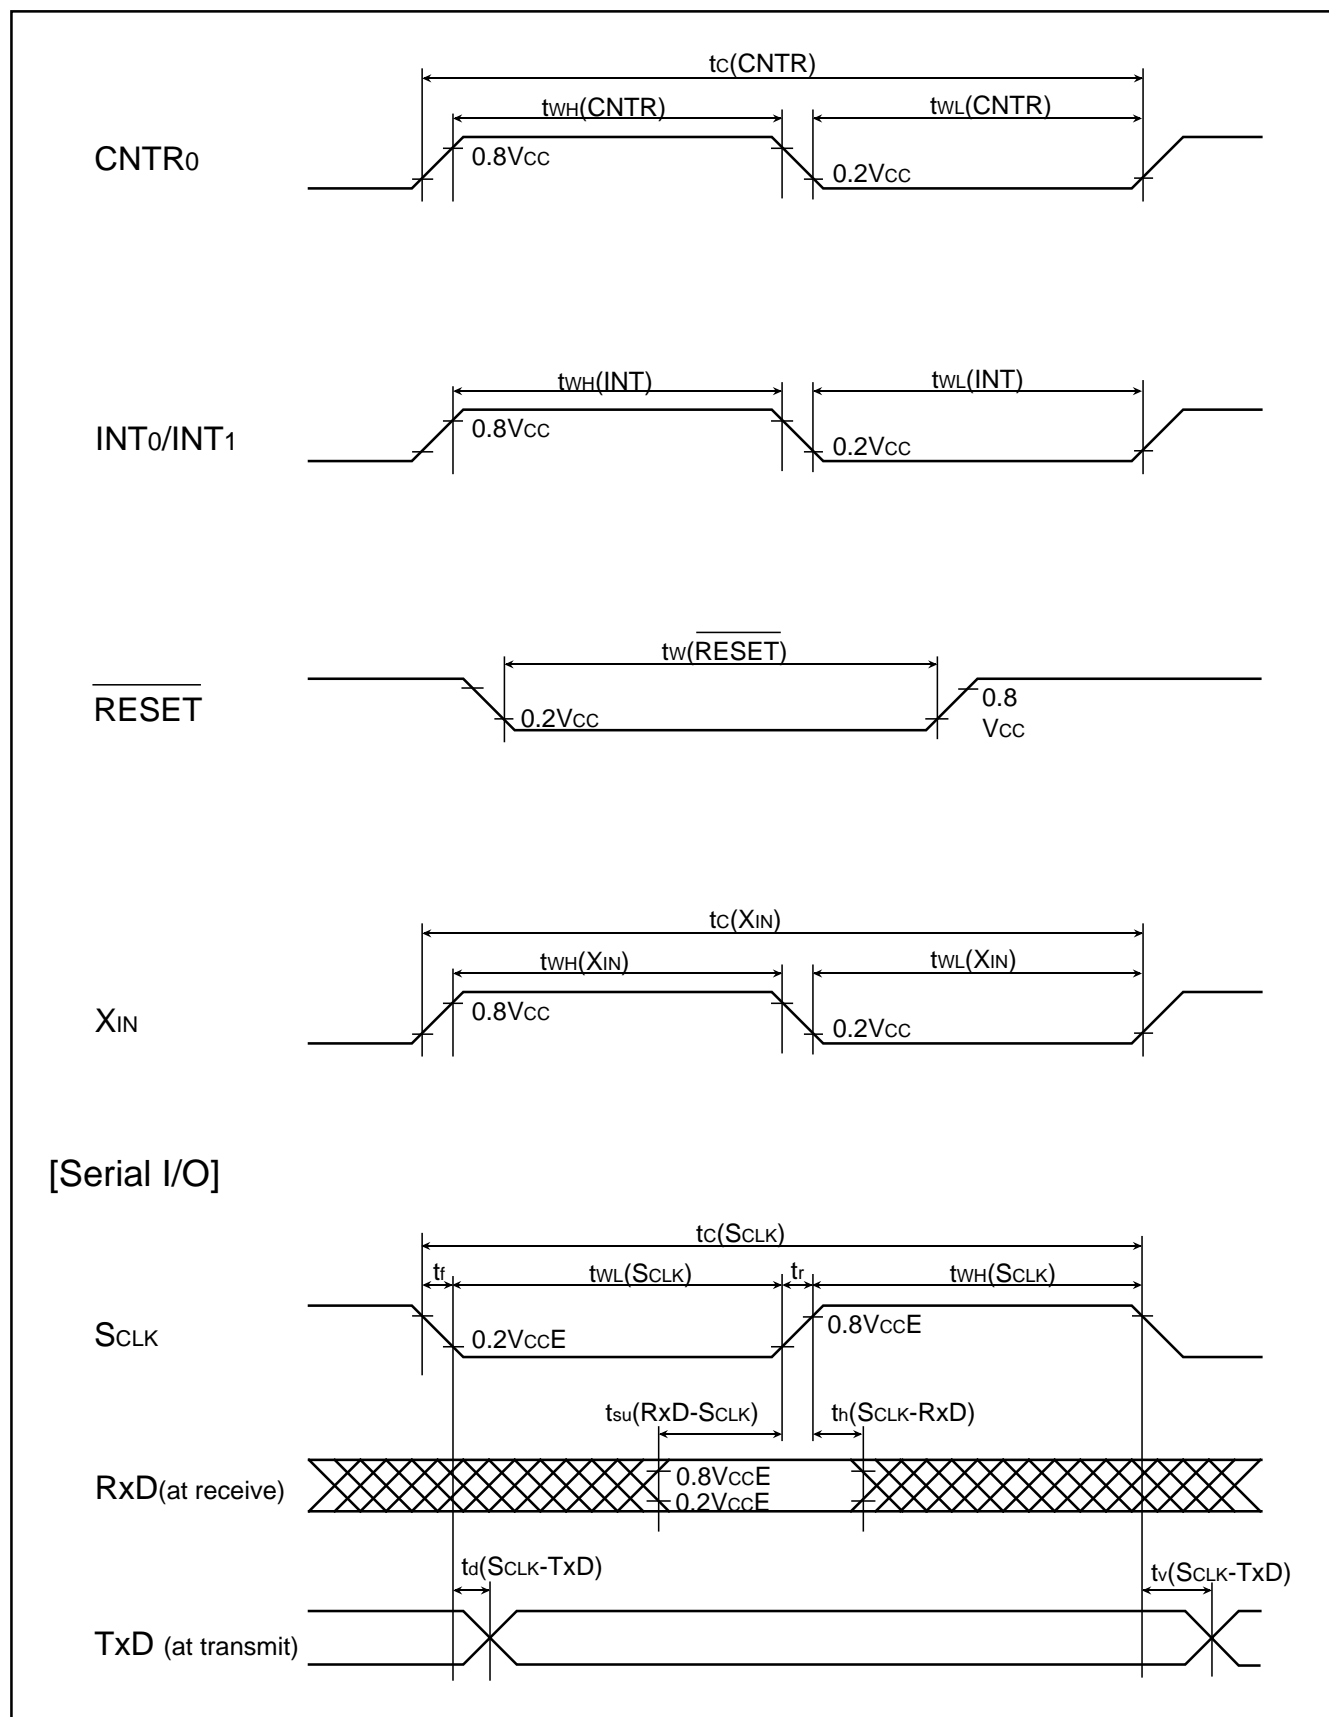 tC(CNTR)
tWH(CNTR)
tWL(CNTR)
CNTR0
0.8VCC
0.2VCC
tWH(INT)
tWL(INT)
INT0/INT1
0.8VCC
0.2VCC
tW(RESET)
RESET
0.2VCC
0.8
VCC
tC(XIN)
tWH(XIN)
tWL(XIN)
XIN
0.8VCC
0.2VCC
[Serial I/O]
tC(SCLK)
tf
tWL(SCLK)
tr
tWH(SCLK)
SCLK
0.2VCCE
0.8VCCE
tsu(RxD-SCLK)
th(SCLK-RxD)
RxD(at receive)
0.8VCCE
0.2VCCE
td(SCLK-TxD)
tv(SCLK-TxD)
TxD (at transmit)